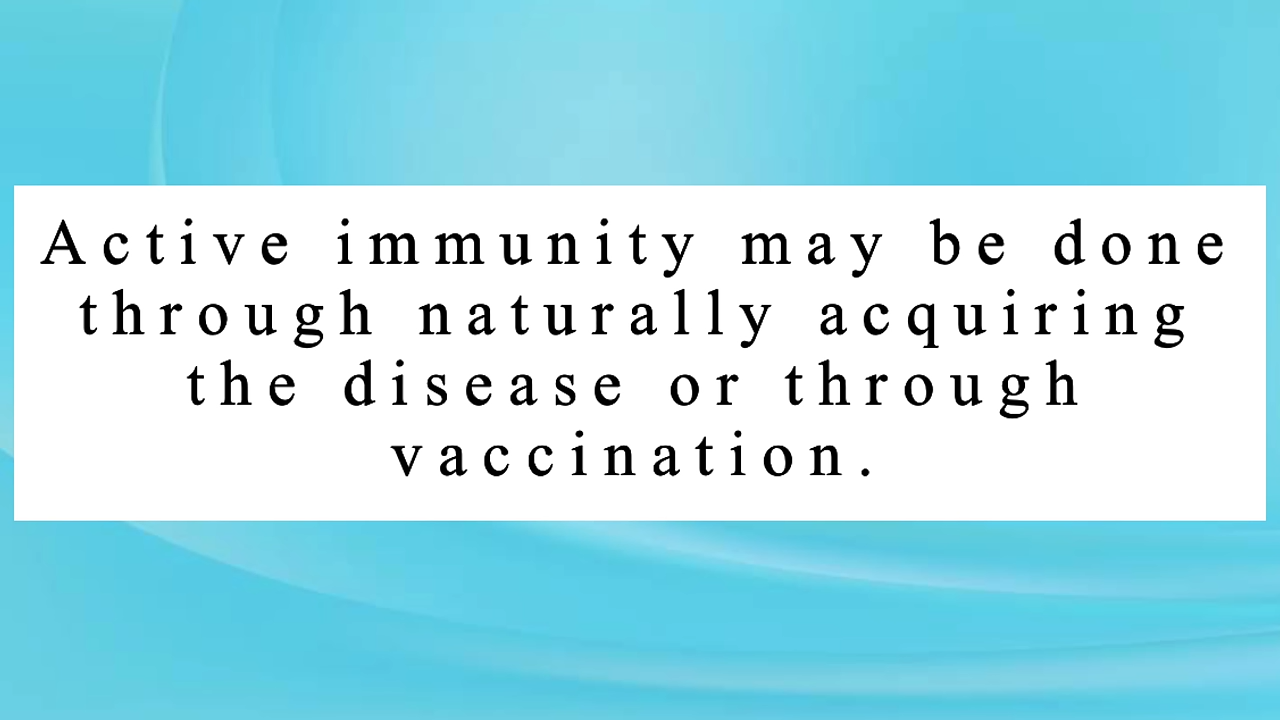 Active immunity may be done
through naturally acquiring
the disease or through
vaccination.